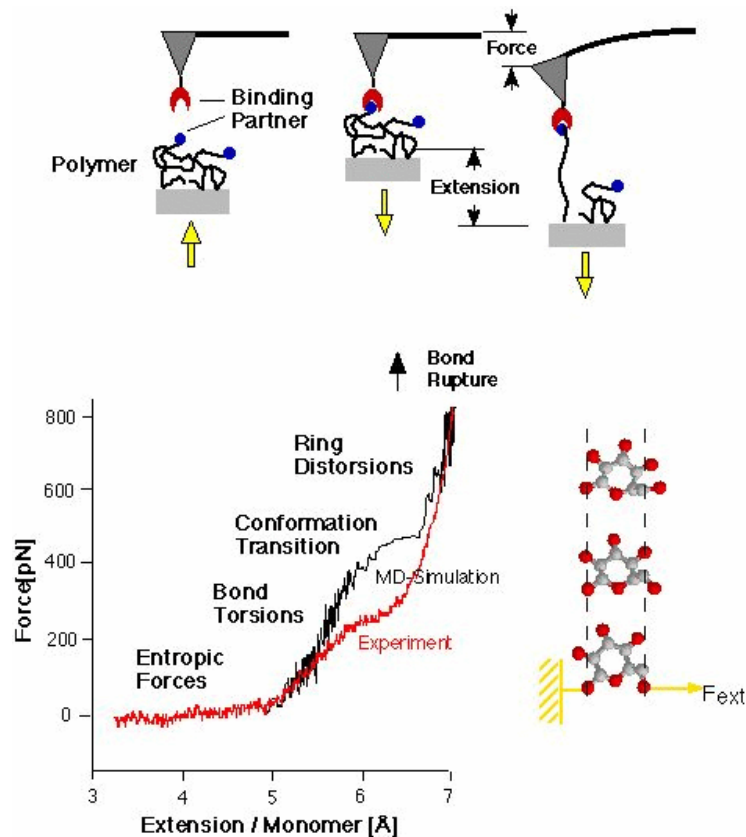 Force
Binding
Partner
Polymer
Extension
Bond
Rupture
800
Ring
Distorsions
600
Conformation
Transition
400
MD-Simulation
Bond
Torsions
200
Experiment
Entropic
Forces
0
Force[pN]
Fext
3 4 5 6 7
Extension / Monomer [Å]